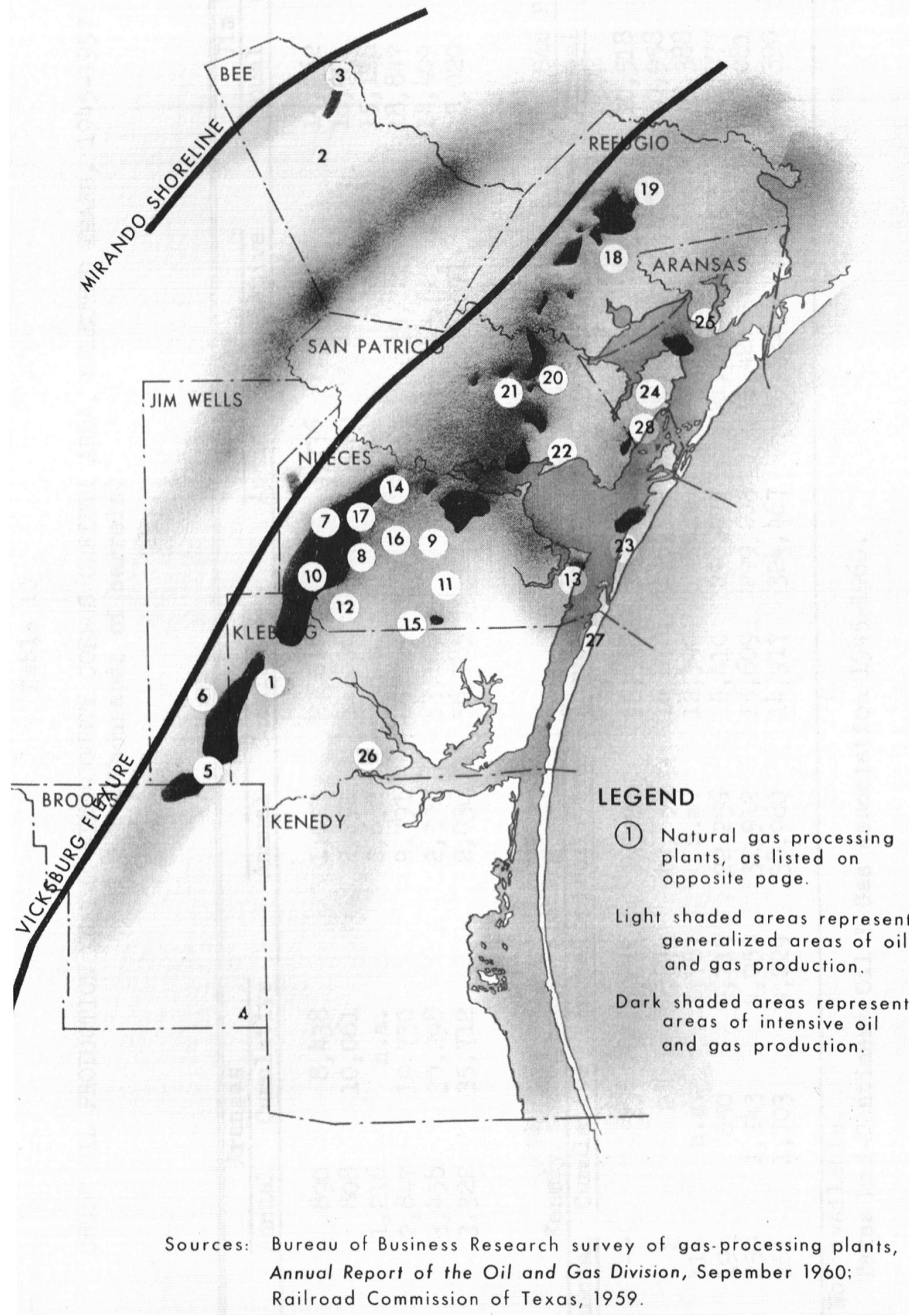 BEE
3
MIRANDO SHORELINE
2
REFUGIO
19
18
ARANSAS
25
SAN PATRICIO
JIM WELLS
21
20
24
28
22
NUECES
14
7
17
16
9
8
23
10
11
13
12
15
KLEBERG
27
1
6
26
5
BROOKS
KENEDY
VICKSBURG FLEXURE
4
LEGEND
1 Natural gas processing
plants, as listed on
opposite page.
Light shaded areas represent
generalized areas of oil
and gas production.
Dark shaded areas represent
areas of intensive oil
and gas production.
Sources: Bureau of Business Research survey of gas-processing plants,
Annual Report of the Oil and Gas Division, Sepember 1960;
Railroad Commission of Texas, 1959.